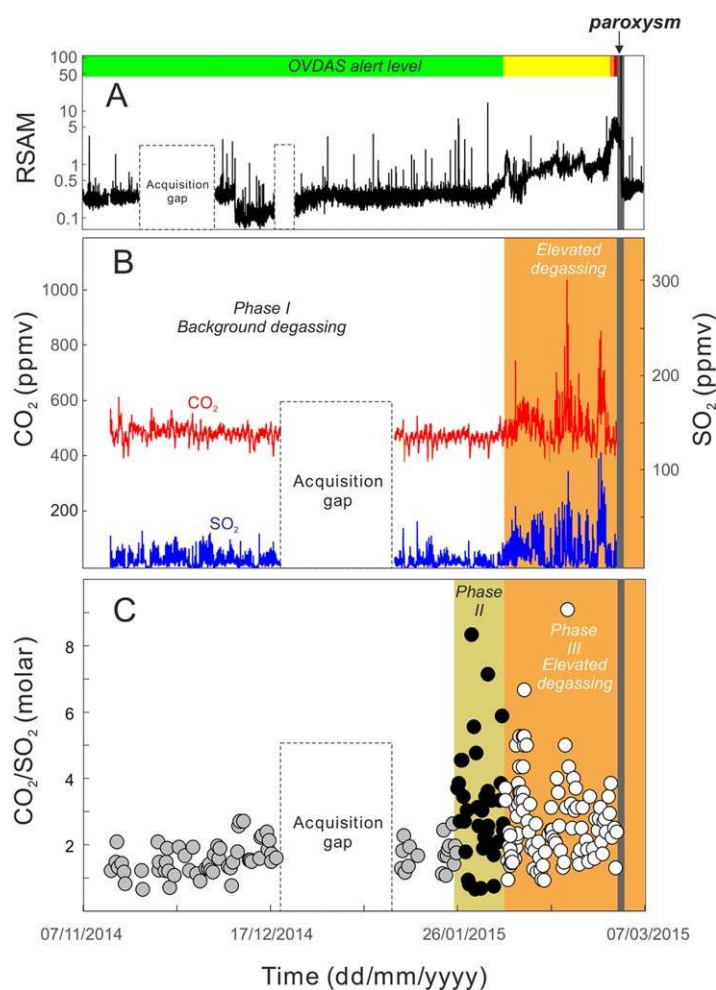 paroxysm
100
50
OVDAS alert level
A
10
5
1
0.5
0.1
RSAM
Acquisition
gap
B
Elevated
degassing
300
1000
Phase I
Background degassing
800
200
CO₂ (ppmv)
SO₂ (ppmv)
600
CO₂
400
100
Acquisition
gap
200
SO₂
C
Phase
II
8
Phase
III
Elevated
degassing
6
CO₂/SO₂ (molar)
4
Acquisition
gap
2
07/11/2014
17/12/2014
26/01/2015
07/03/2015
Time (dd/mm/yyyy)